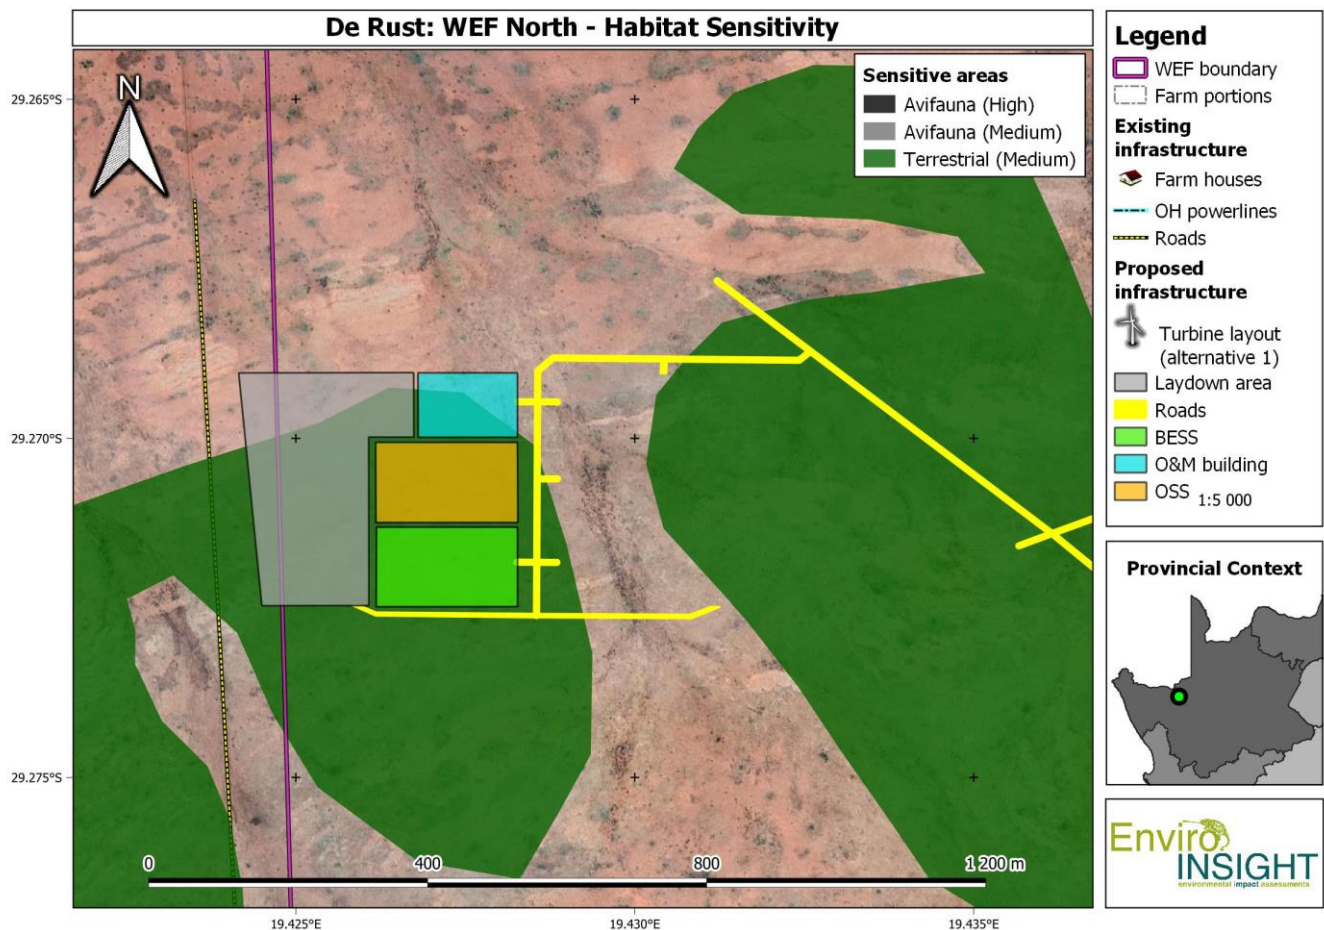 De Rust: WEF North - Habitat Sensitivity
N
29.265°S
29.270°S
29.275°S
19.425°E
19.430°E
19.435°E
0
400
800
1 200 m
Sensitive areas
Avifauna (High)
Avifauna (Medium)
Terrestrial (Medium)
Legend
WEF boundary
Farm portions
Existing
infrastructure
Farm houses
OH powerlines
Roads
Proposed
infrastructure
Turbine layout
(alternative 1)
Laydown area
Roads
BESS
O&M building
OSS 1:5 000
Provincial Context
Enviro
INSIGHT
environmental impact assessments